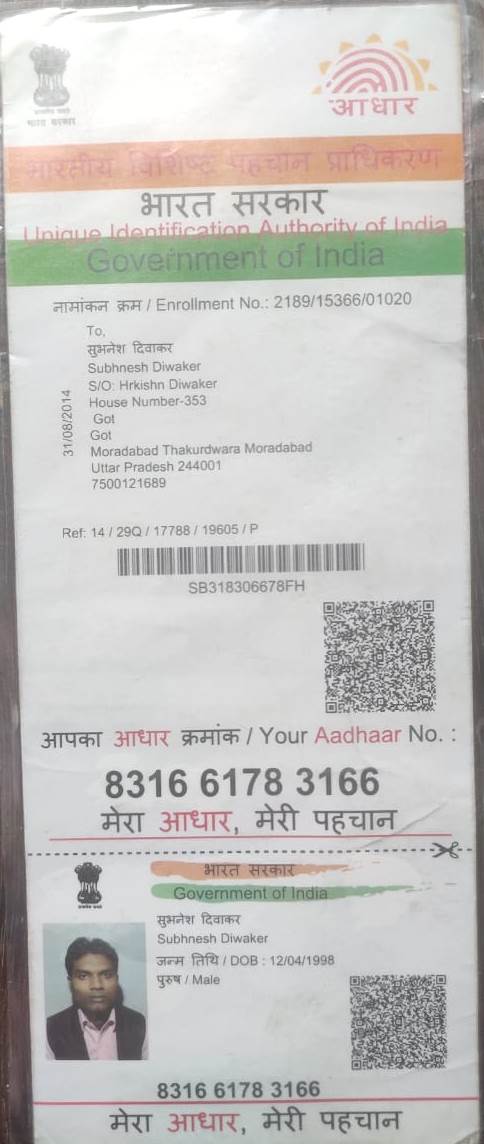 भारत सरकार
आधार
भारतीय विशिष्ट पहचान प्राधिकरण
भारत सरकार
Unique Identification Authority of India
Government of India
नामांकन क्रम / Enrollment No.: 2189/15366/01020
To,
सुभनेश दिवाकर
Subhnesh Diwaker
S/O: Hrkishn Diwaker
House Number-353
Got
Got
Moradabad Thakurdwara Moradabad
Uttar Pradesh 244001
7500121689
31/08/2014
Ref: 14 / 29Q / 17788 / 19605 / P
SB318306678FH
आपका आधार क्रमांक / Your Aadhaar No. :
8316 6178 3166
मेरा आधार, मेरी पहचान
भारत सरकार
Government of India
सुभनेश दिवाकर
Subhnesh Diwaker
जन्म तिथि / DOB : 12/04/1998
पुरुष / Male
8316 6178 3166
मेरा आधार, मेरी पहचान